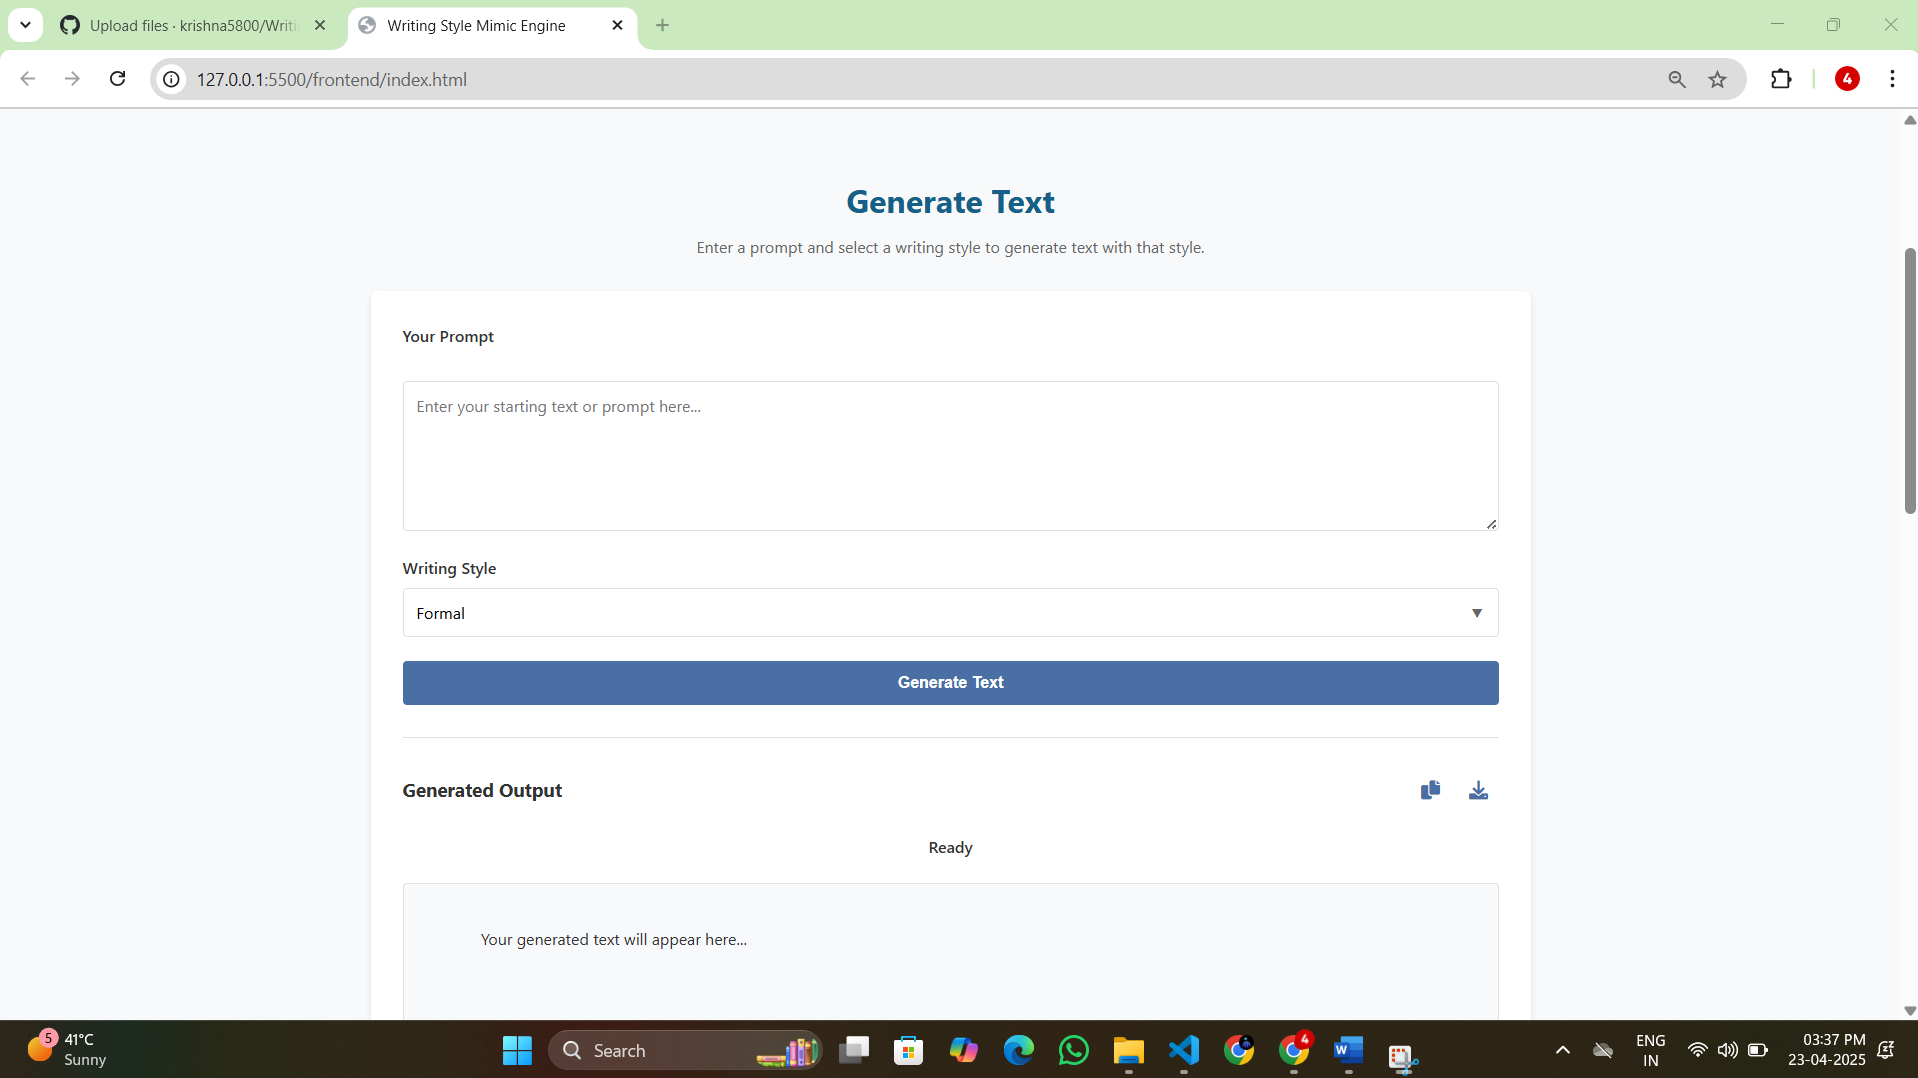 Upload files · krishna5800/Writi
Writing Style Mimic Engine
127.0.0.1:5500/frontend/index.html
4
Generate Text
Enter a prompt and select a writing style to generate text with that style.
Your Prompt
Enter your starting text or prompt here...
Writing Style
Formal
Generate Text
Generated Output
Ready
Your generated text will appear here...
5
41°C
Sunny
Search
4
W
ENG
IN
03:37 PM
23-04-2025